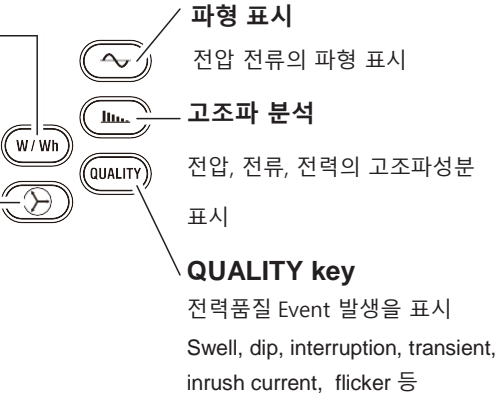 파형 표시
전압 전류의 파형 표시
고조파 분석
W / Wh
QUALITY
전압, 전류, 전력의 고조파성분
표시
QUALITY key
전력품질 Event 발생을 표시
Swell, dip, interruption, transient,
inrush current, flicker 등